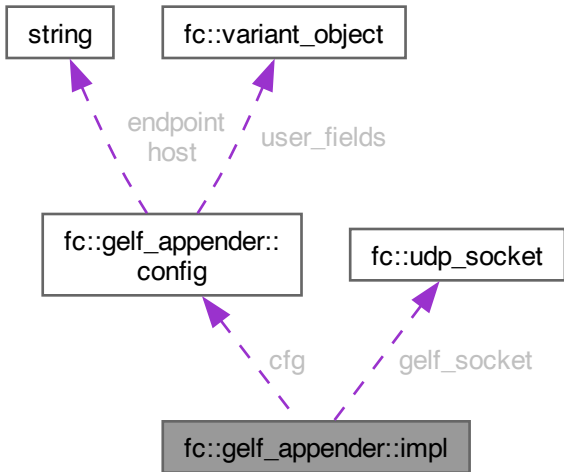 string
fc::variant_object
endpoint
host
user_fields
fc::gelf_appender::
config
fc::udp_socket
cfg
gelf_socket
fc::gelf_appender::impl